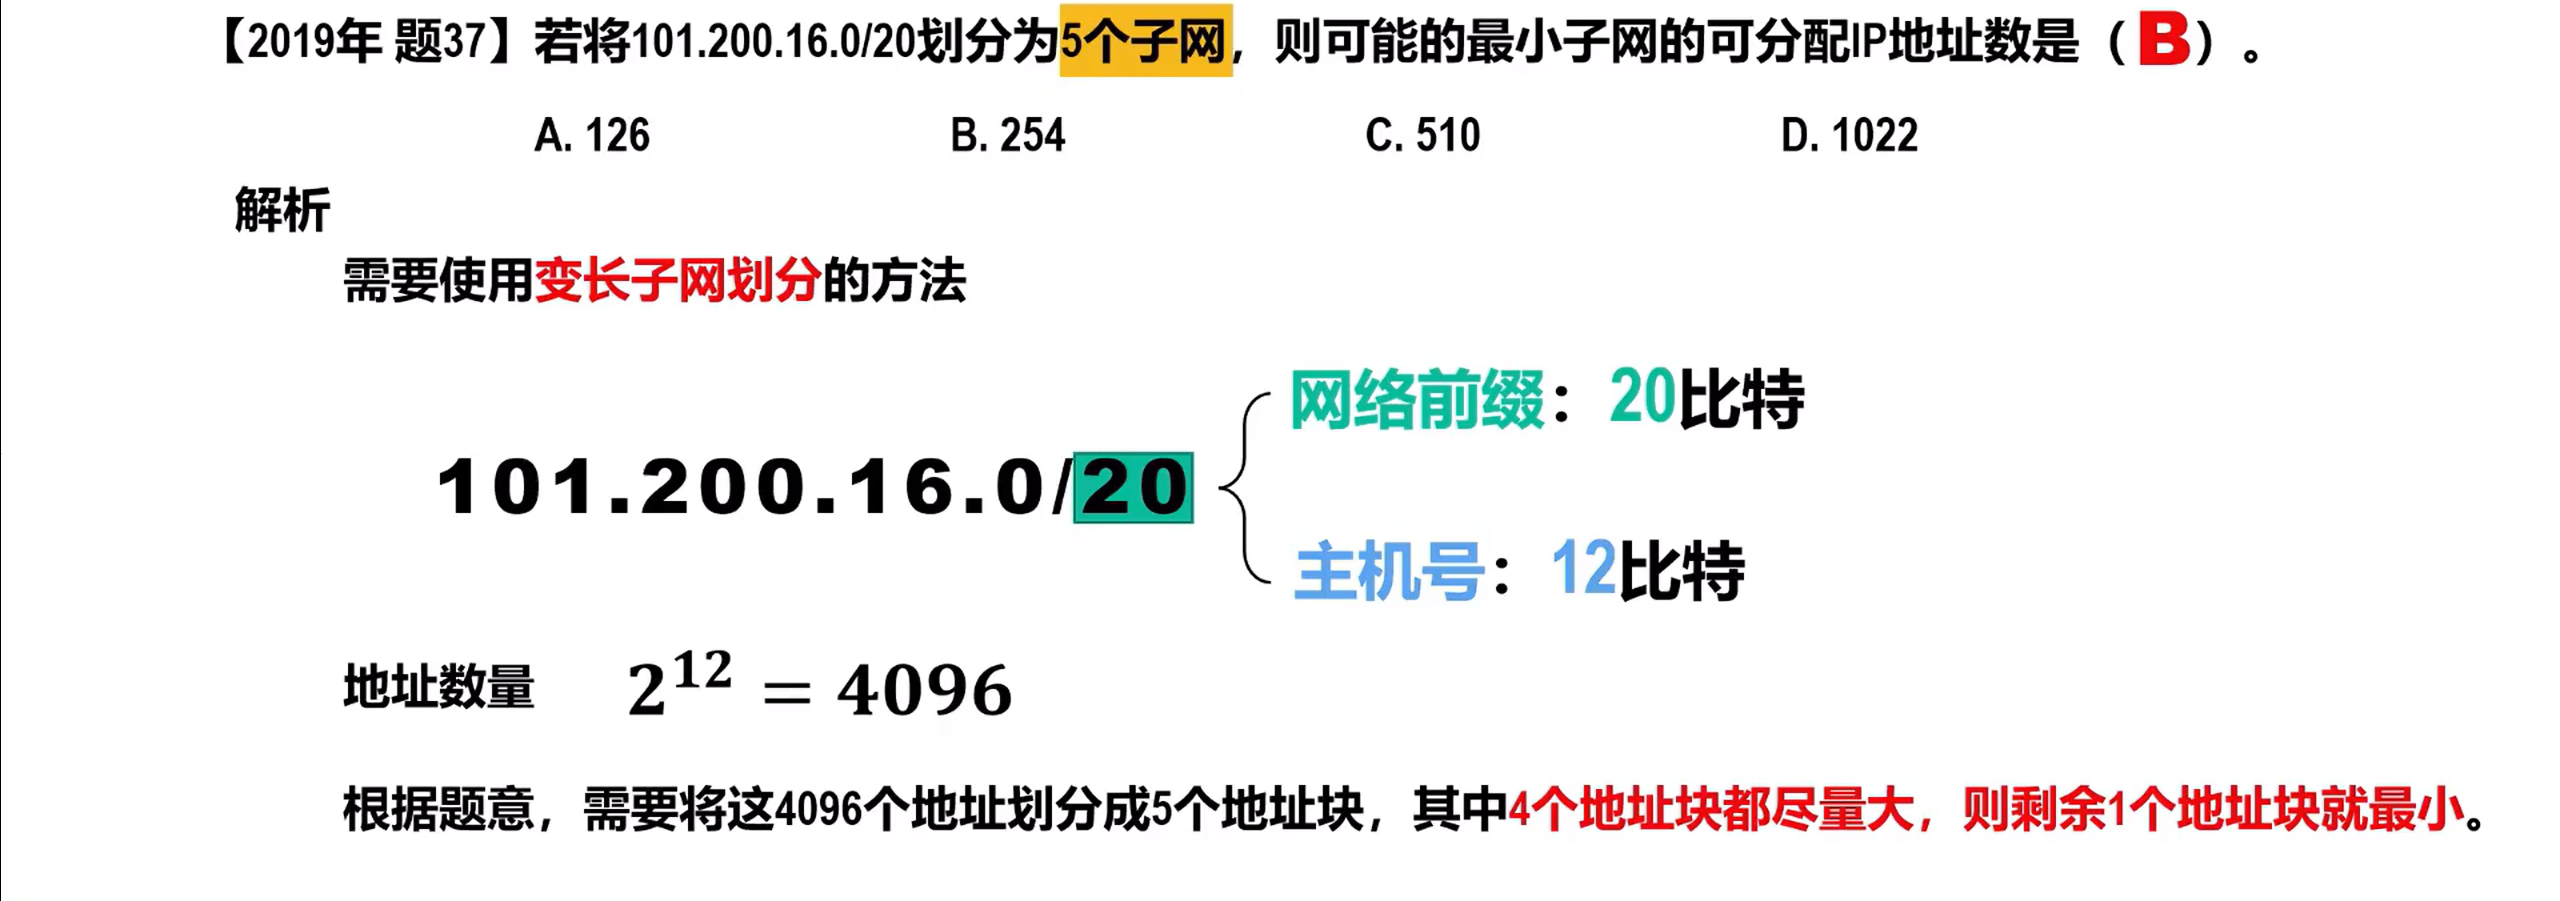 【2019年 题37】若将101.200.16.0/20划分为5个子网，则可能的最小子网的可分配IP地址数是（B）。
A. 126 B. 254 C. 510 D. 1022
解析
需要使用变长子网划分的方法
网络前缀：20比特
101.200.16.0/20
主机号：12比特
地址数量 2¹² = 4096
根据题意，需要将这4096个地址划分成5个地址块，其中4个地址块都尽量大，则剩余1个地址块就最小。